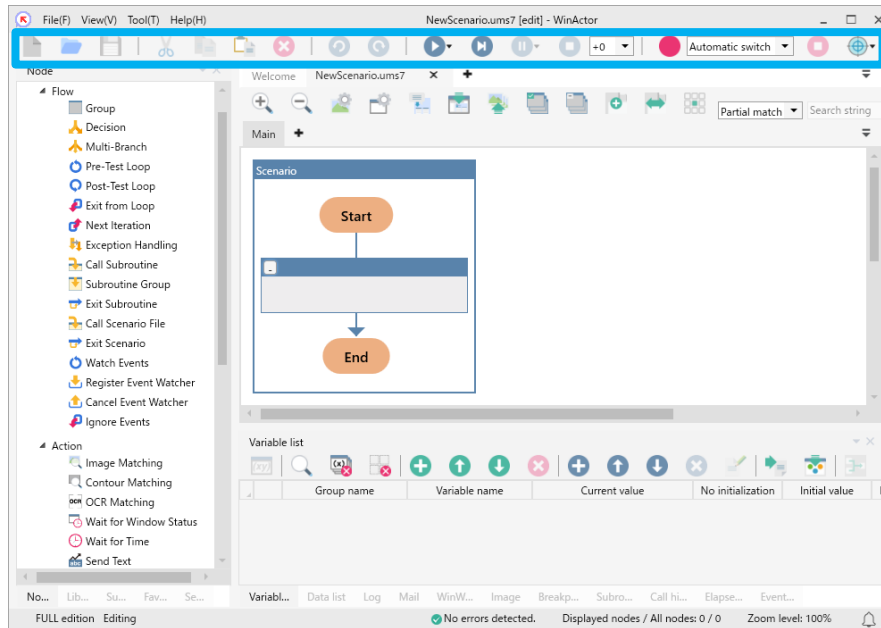 File(F) View(V) Tool(T) Help(H) NewScenario.ums7 [edit] - WinActor
+0 Automatic switch
Node
Flow
Group
Decision
Multi-Branch
Pre-Test Loop
Post-Test Loop
Exit from Loop
Next Iteration
Exception Handling
Call Subroutine
Subroutine Group
Exit Subroutine
Call Scenario File
Exit Scenario
Watch Events
Register Event Watcher
Cancel Event Watcher
Ignore Events
Action
Image Matching
Contour Matching
OCR OCR Matching
Wait for Window Status
Wait for Time
abc Send Text
No... Lib... Su... Fav... Se...
Welcome NewScenario.ums7
Partial match Search string
Main
Scenario
Start
End
Variable list
(x)
Group name Variable name Current value No initialization Initial value
Variabl... Data list Log Mail WinW... Image Breakp... Subro... Call hi... Elapse... Event...
FULL edition Editing No errors detected. Displayed nodes / All nodes: 0 / 0 Zoom level: 100%